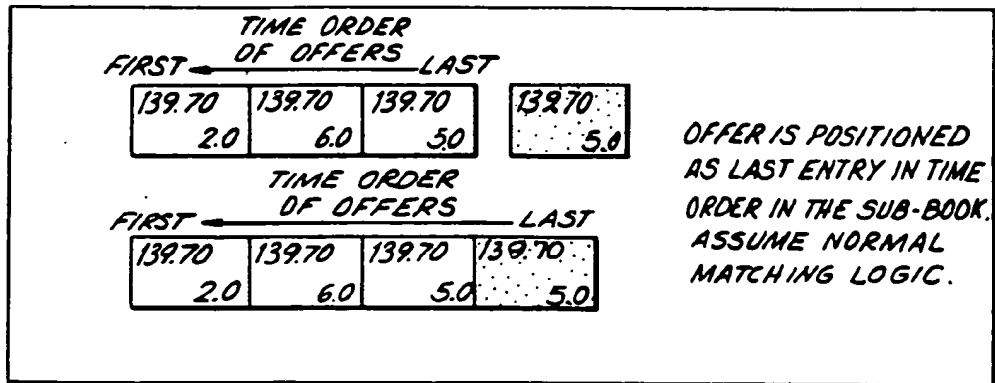 TIME ORDER
OF OFFERS
FIRST LAST
139.70 139.70 139.70 139.70
2.0 6.0 5.0 5.0
OFFER IS POSITIONED
AS LAST ENTRY IN TIME
ORDER IN THE SUB-BOOK.
ASSUME NORMAL
MATCHING LOGIC.
TIME ORDER
OF OFFERS
FIRST LAST
139.70 139.70 139.70 139.70
2.0 6.0 5.0 5.0